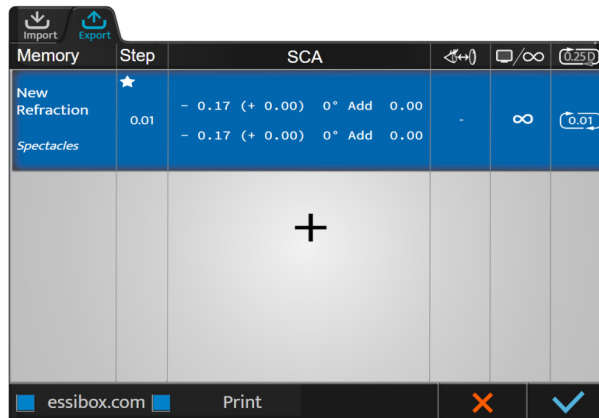 Import Export
Memory Step SCA /∞ 0.25D
New
Refraction
Spectacles
0.01
- 0.17 (+ 0.00) 0° Add 0.00
- 0.17 (+ 0.00) 0° Add 0.00
- ∞ 0.01
+
essibox.com Print